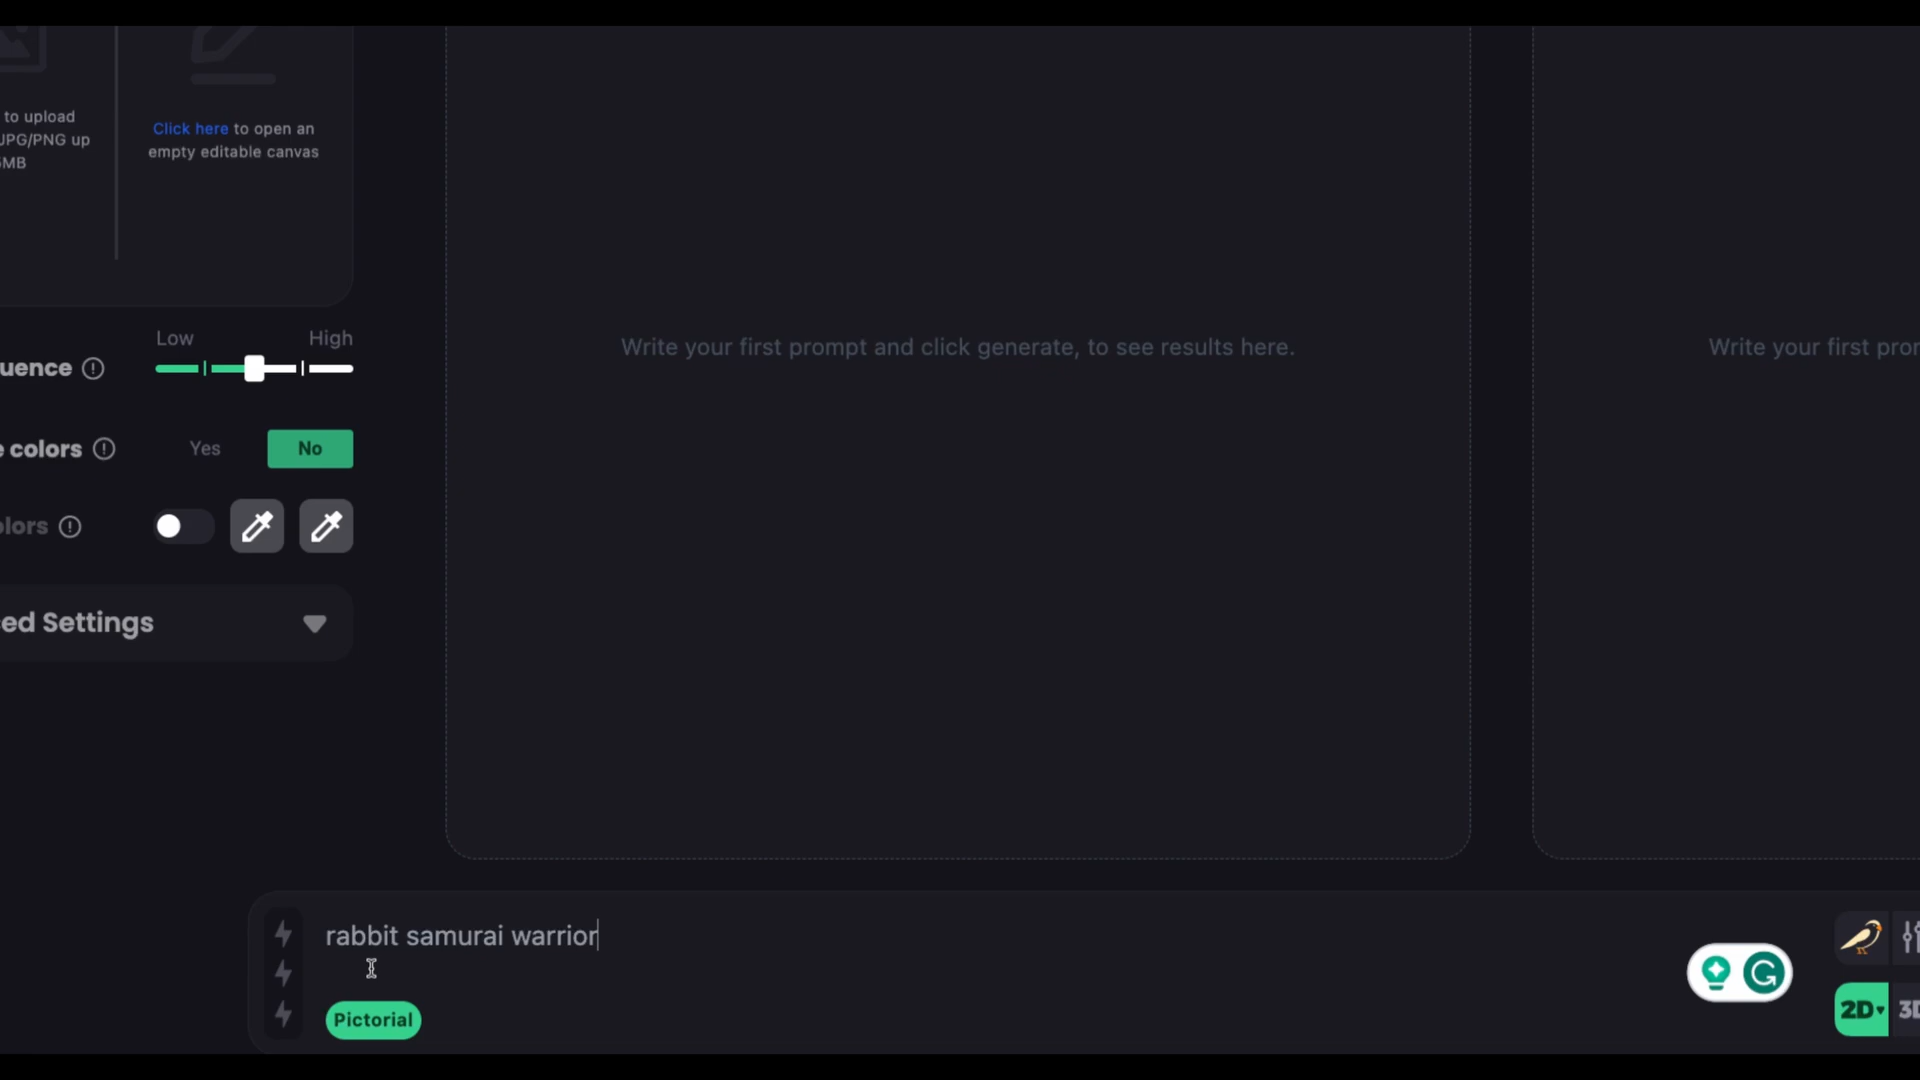 to upload
JPG/PNG up
MB
Click here to open an
empty editable canvas
Low
High
uence
colors
Yes
No
olors
ed Settings
Write your first prompt and click generate, to see results here.
Write your first pror
rabbit samurai warrior
Pictorial
2D
3D